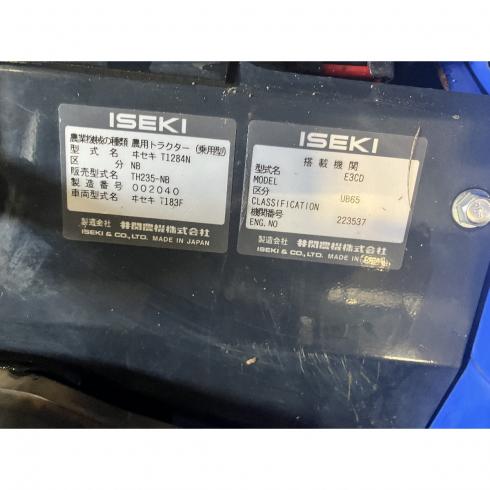 ISEKI
農業機械の種類 農用トラクター (乗用型)
型式名 ヰセキ T1284N
区分 NB
販売型式名 TH235-NB
製造番号 002040
車両型式名 ヰセキ T183F
製造会社 井関農機株式会社
ISEKI & CO., LTD. MADE IN JAPAN
ISEKI
搭載機関
型式名
MODEL E3CD
区分
CLASSIFICATION UB65
機関番号
ENG.NO 223537
製造会社 井関農機株式会社
ISEKI & CO., LTD. MADE IN